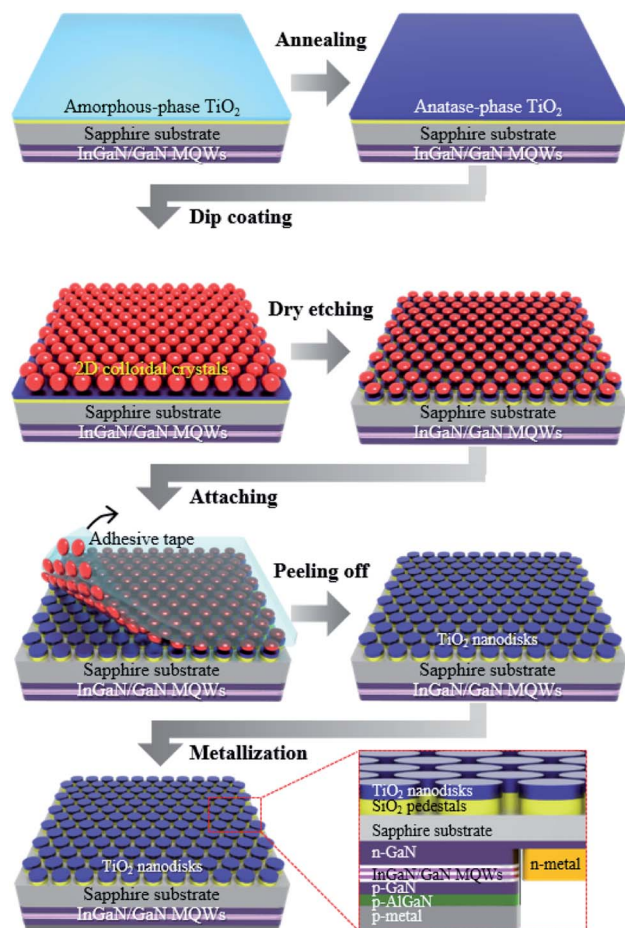 Annealing
Amorphous-phase TiO₂
Anatase-phase TiO₂
Sapphire substrate
Sapphire substrate
InGaN/GaN MQWs
InGaN/GaN MQWs
Dip coating
Dry etching
2D colloidal crystals
Sapphire substrate
Sapphire substrate
InGaN/GaN MQWs
InGaN/GaN MQWs
Attaching
Adhesive tape
Peeling off
TiO₂ nanodisks
Sapphire substrate
Sapphire substrate
InGaN/GaN MQWs
InGaN/GaN MQWs
Metallization
TiO₂ nanodisks
Sapphire substrate
InGaN/GaN MQWs
TiO₂ nanodisks
SiO₂ pedestals
Sapphire substrate
n-GaN
n-metal
InGaN/GaN MQWs
p-GaN
p-AlGaN
p-metal